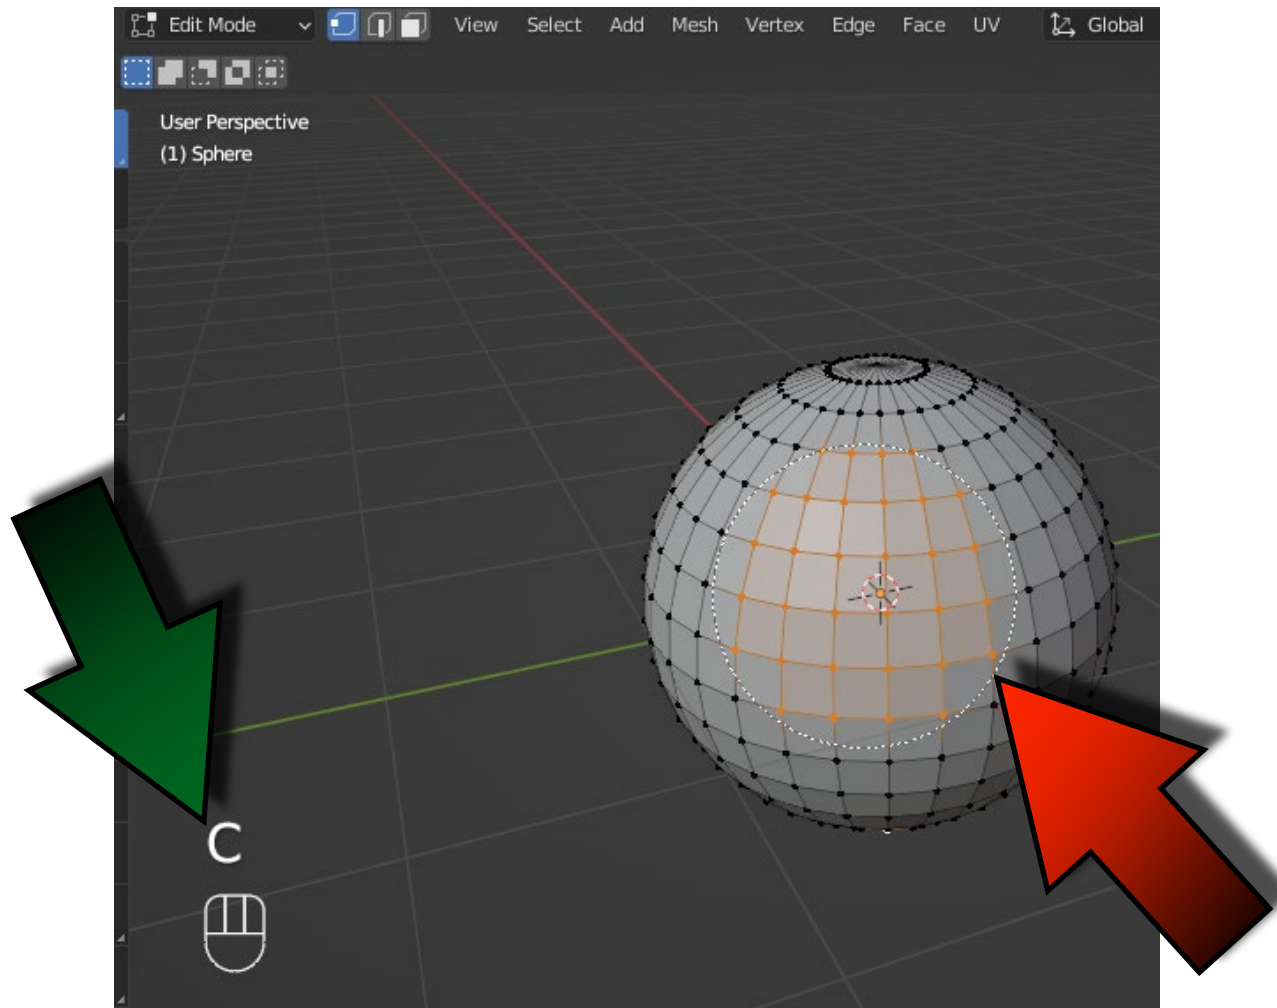 Edit Mode View Select Add Mesh Vertex Edge Face UV Global
User Perspective
(1) Sphere
C